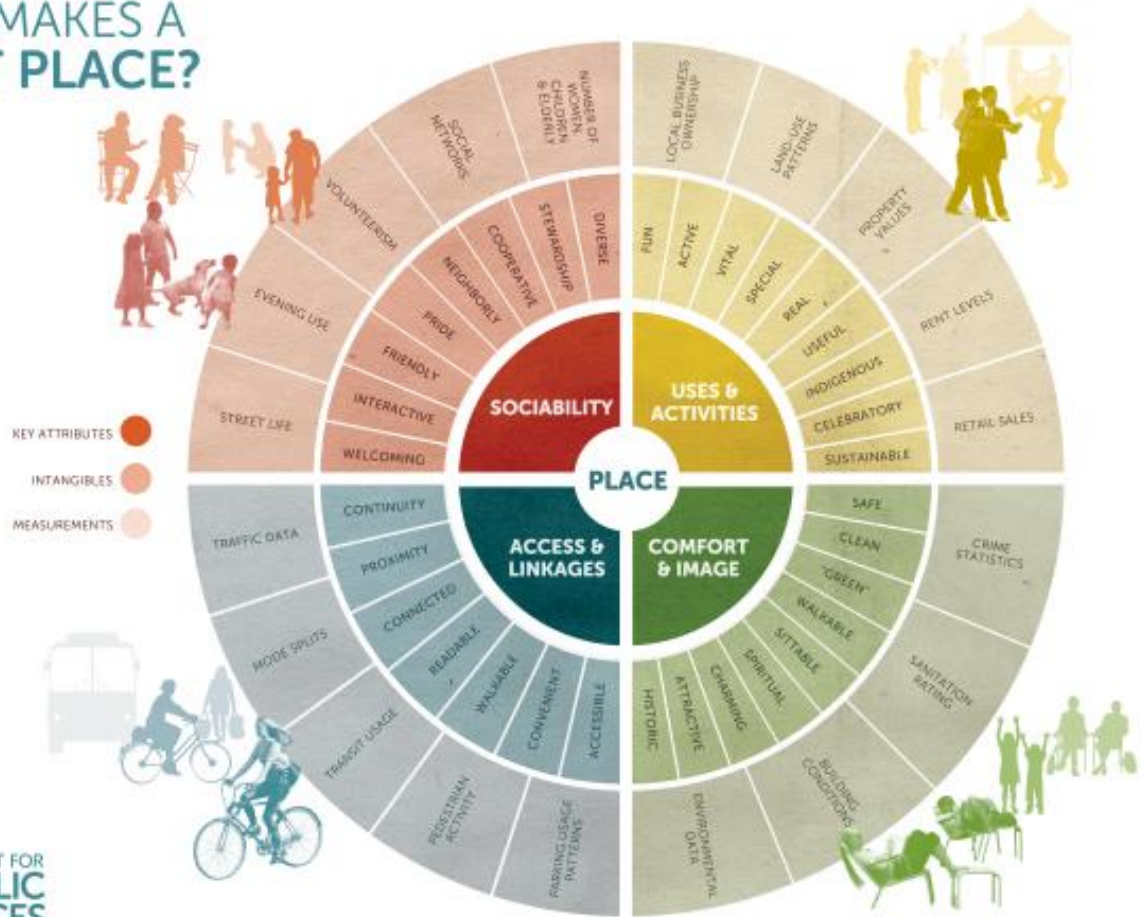 MAKES A
T PLACE?
KEY ATTRIBUTES
INTANGIBLES
MEASUREMENTS
PLACE
SOCIABILITY
USES &
ACTIVITIES
ACCESS &
LINKAGES
COMFORT
& IMAGE
WELCOMING
INTERACTIVE
FRIENDLY
PRIDE
NEIGHBORLY
COOPERATIVE
STEWARDSHIP
DIVERSE
FUN
ACTIVE
VITAL
SPECIAL
REAL
USEFUL
INDIGENOUS
CELEBRATORY
SUSTAINABLE
SAFE
CLEAN
"GREEN"
WALKABLE
SITTABLE
SPIRITUAL
CHARMING
ATTRACTIVE
HISTORIC
ACCESSIBLE
CONVENIENT
WALKABLE
READABLE
CONNECTED
PROXIMITY
CONTINUITY
STREET LIFE
EVENING USE
VOLUNTEERISM
SOCIAL
NETWORKS
NUMBER OF
WOMEN,
CHILDREN
& ELDERLY
LOCAL BUSINESS
OWNERSHIP
LAND-USE
PATTERNS
PROPERTY
VALUES
RENT LEVELS
RETAIL SALES
CRIME
STATISTICS
SANITATION
RATING
BUILDING
CONDITIONS
ENVIRONMENTAL
DATA
PARKING USAGE
PATTERNS
PEDESTRIAN
ACTIVITY
TRANSIT USAGE
MODE SPLITS
TRAFFIC DATA
T FOR
LIC
CES